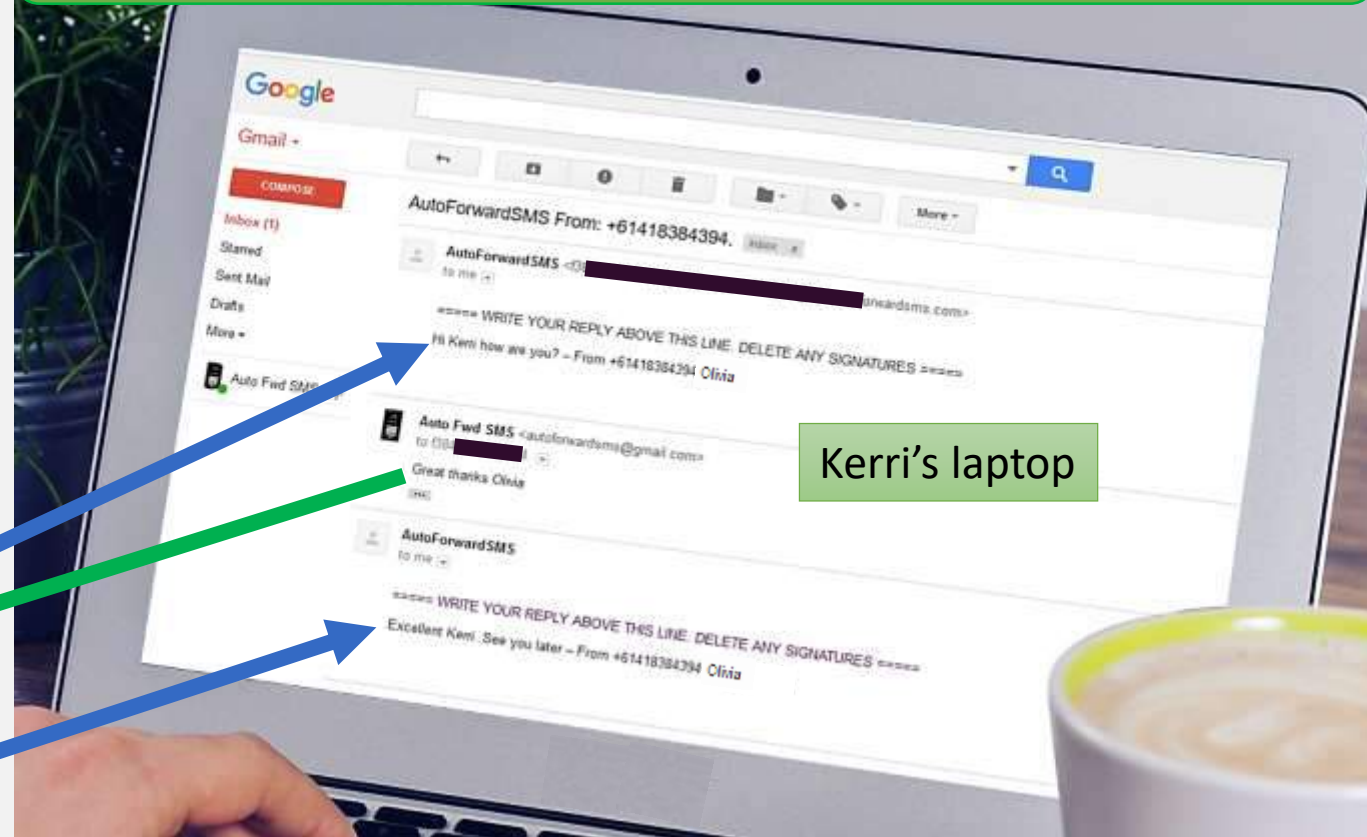 Google
Gmail
COMPOSE
Inbox (1)
Starred
Sent Mail
Drafts
More
Auto Fwd SMS
More
AutoForwardSMS From: +61418384394. Inbox x
AutoForwardSMS
to me
===== WRITE YOUR REPLY ABOVE THIS LINE. DELETE ANY SIGNATURES =====
Hi Kerri how are you? – From +61418384394 Olivia
Auto Fwd SMS <autoforwardsms@gmail.com>
Great thanks Olivia
AutoForwardSMS
to me
===== WRITE YOUR REPLY ABOVE THIS LINE. DELETE ANY SIGNATURES =====
Excellent Kerri. See you later – From +61418384394 Olivia
Kerri's laptop